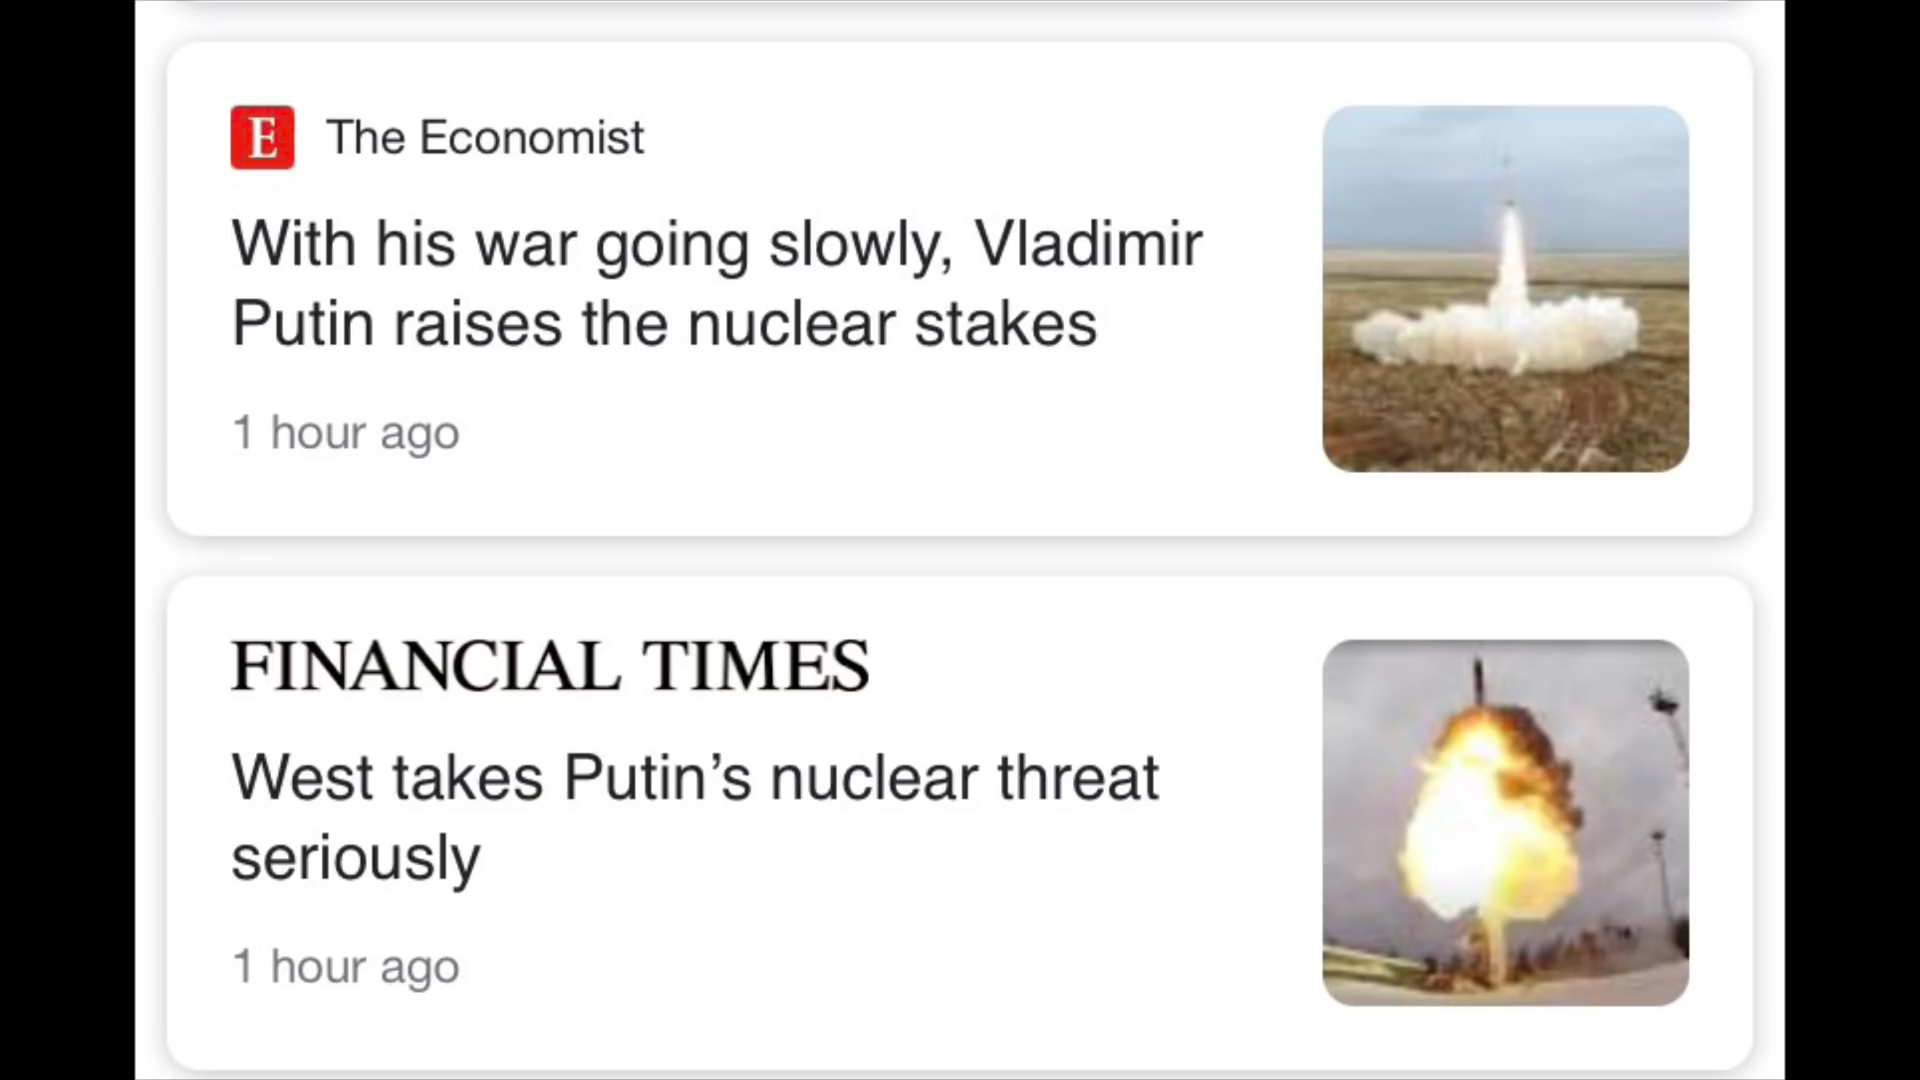 E The Economist
With his war going slowly, Vladimir
Putin raises the nuclear stakes
1 hour ago
FINANCIAL TIMES
West takes Putin’s nuclear threat
seriously
1 hour ago